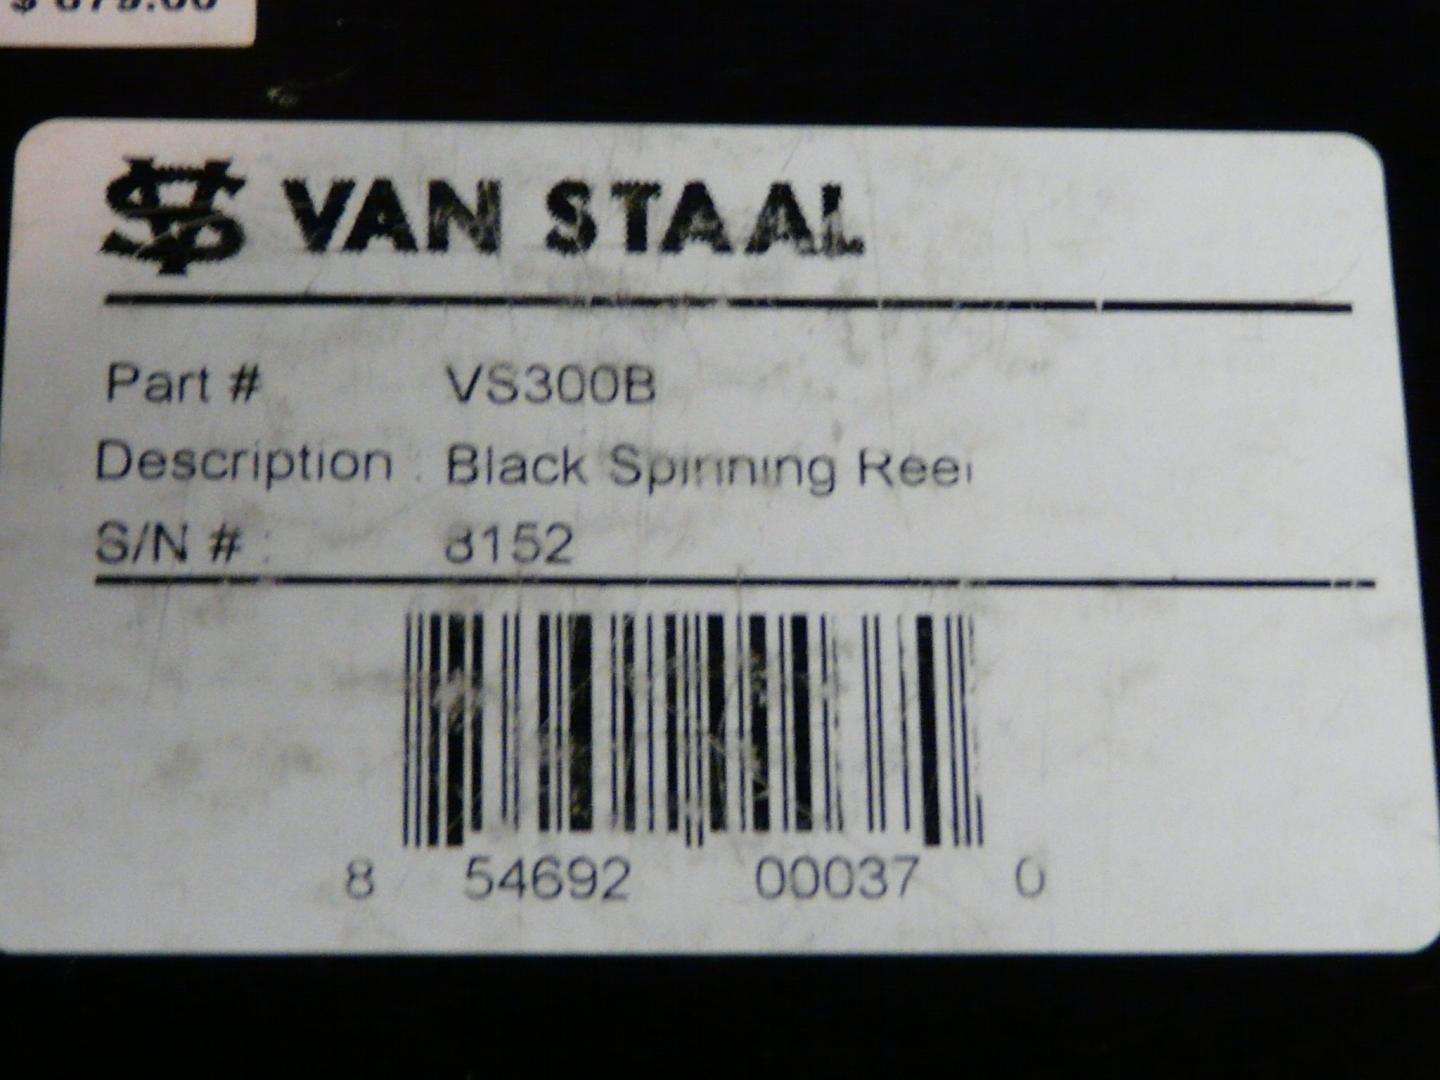 VAN STAAL
Part # VS300B
Description : Black Spinning Reel
S/N # : 8152
8 54692 00037 0